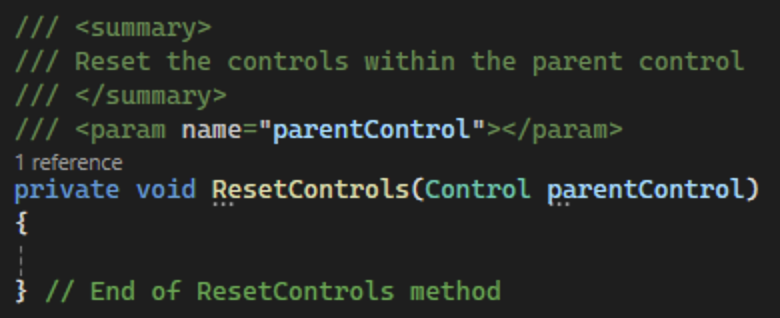 /// <summary>
/// Reset the controls within the parent control
/// </summary>
/// <param name="parentControl"></param>
1 reference
private void ResetControls(Control parentControl)
{
} // End of ResetControls method